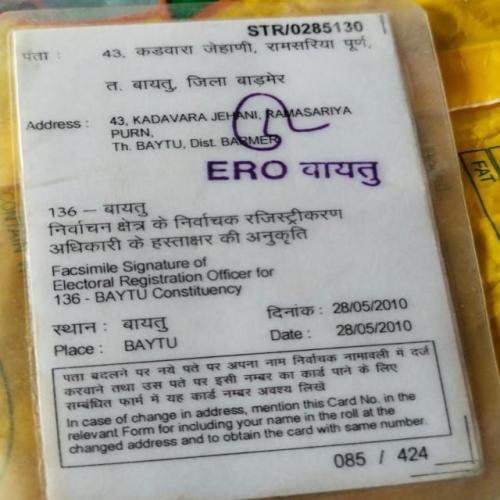 STR/0285130
पता : 43, कडवारा जेहाणी, रामसरिया पूर्ण,
त. बायतु, जिला बाडमेर
Address : 43, KADAVARA JEHANI, RAMASARIYA
PURN,
Th. BAYTU, Dist. BARMER
ERO बायतु
136 – बायतु
निर्वाचन क्षेत्र के निर्वाचक रजिस्ट्रीकरण
अधिकारी के हस्ताक्षर की अनुकृति
Facsimile Signature of
Electoral Registration Officer for
136 - BAYTU Constituency
स्थान : बायतु दिनांक : 28/05/2010
Place : BAYTU Date : 28/05/2010
पता बदलने पर नये पते पर अपना नाम निर्वाचक नामावली में दर्ज
करवाने तथा उस पते पर इसी नम्बर का कार्ड पाने के लिए
सम्बंधित फार्म में यह कार्ड नम्बर अवश्य लिखें
In case of change in address, mention this Card No. in the
relevant Form for including your name in the roll at the
changed address and to obtain the card with same number.
085 / 424
FAT